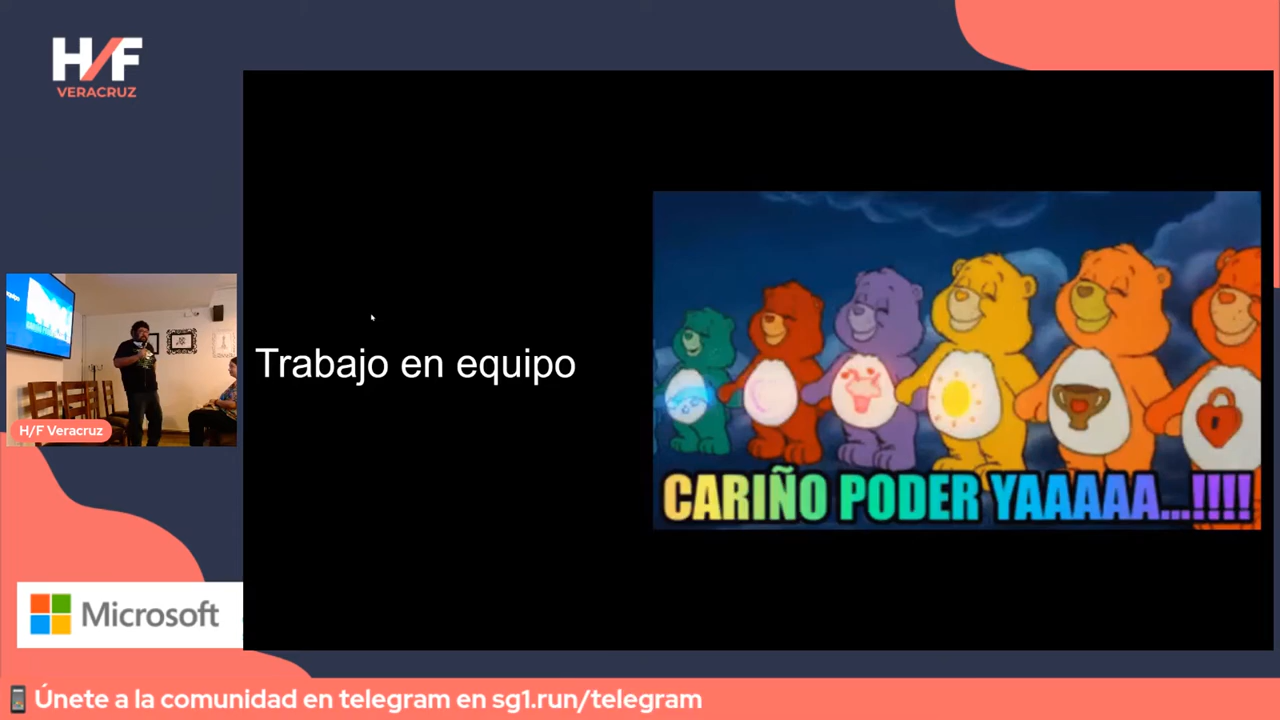 H/F
VERACRUZ
Trabajo en equipo
CARIÑO PODER YAAAAA...!!!!
H/F Veracruz
Microsoft
Únete a la comunidad en telegram en sg1.run/telegram